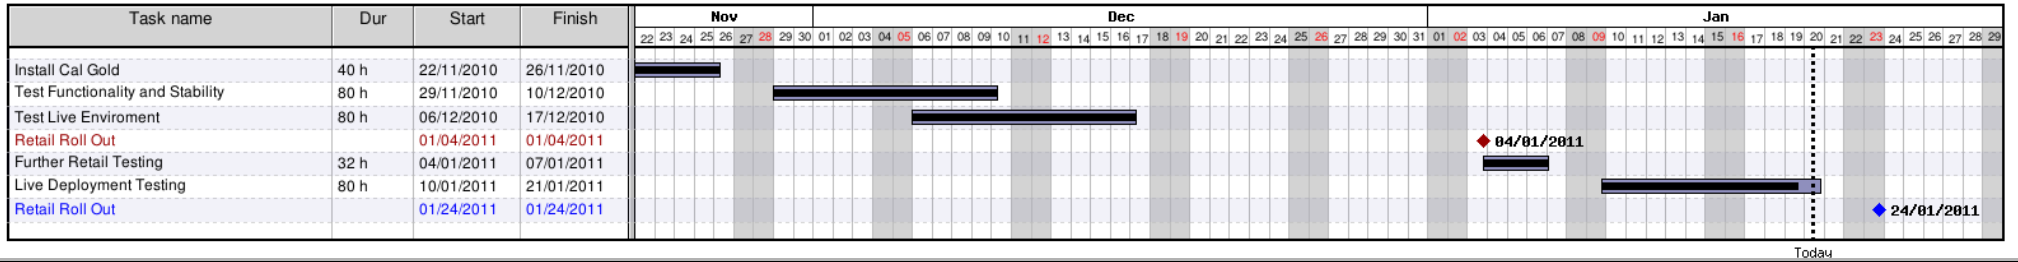 Task name Dur Start Finish Nov Dec Jan
22 23 24 25 26 27 28 29 30 01 02 03 04 05 06 07 08 09 10 11 12 13 14 15 16 17 18 19 20 21 22 23 24 25 26 27 28 29 30 31 01 02 03 04 05 06 07 08 09 10 11 12 13 14 15 16 17 18 19 20 21 22 23 24 25 26 27 28 29
Install Cal Gold 40 h 22/11/2010 26/11/2010
Test Functionality and Stability 80 h 29/11/2010 10/12/2010
Test Live Enviroment 80 h 06/12/2010 17/12/2010
Retail Roll Out 01/04/2011 01/04/2011 04/01/2011
Further Retail Testing 32 h 04/01/2011 07/01/2011
Live Deployment Testing 80 h 10/01/2011 21/01/2011
Retail Roll Out 01/24/2011 01/24/2011 24/01/2011
Today